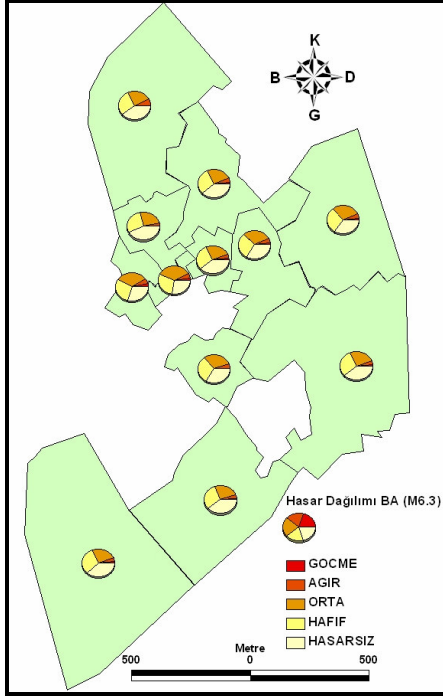 K
B D
G
Hasar Dağılımı BA (M6.3)
GOCME
AGIR
ORTA
HAFIF
HASARSIZ
Metre
500 0 500